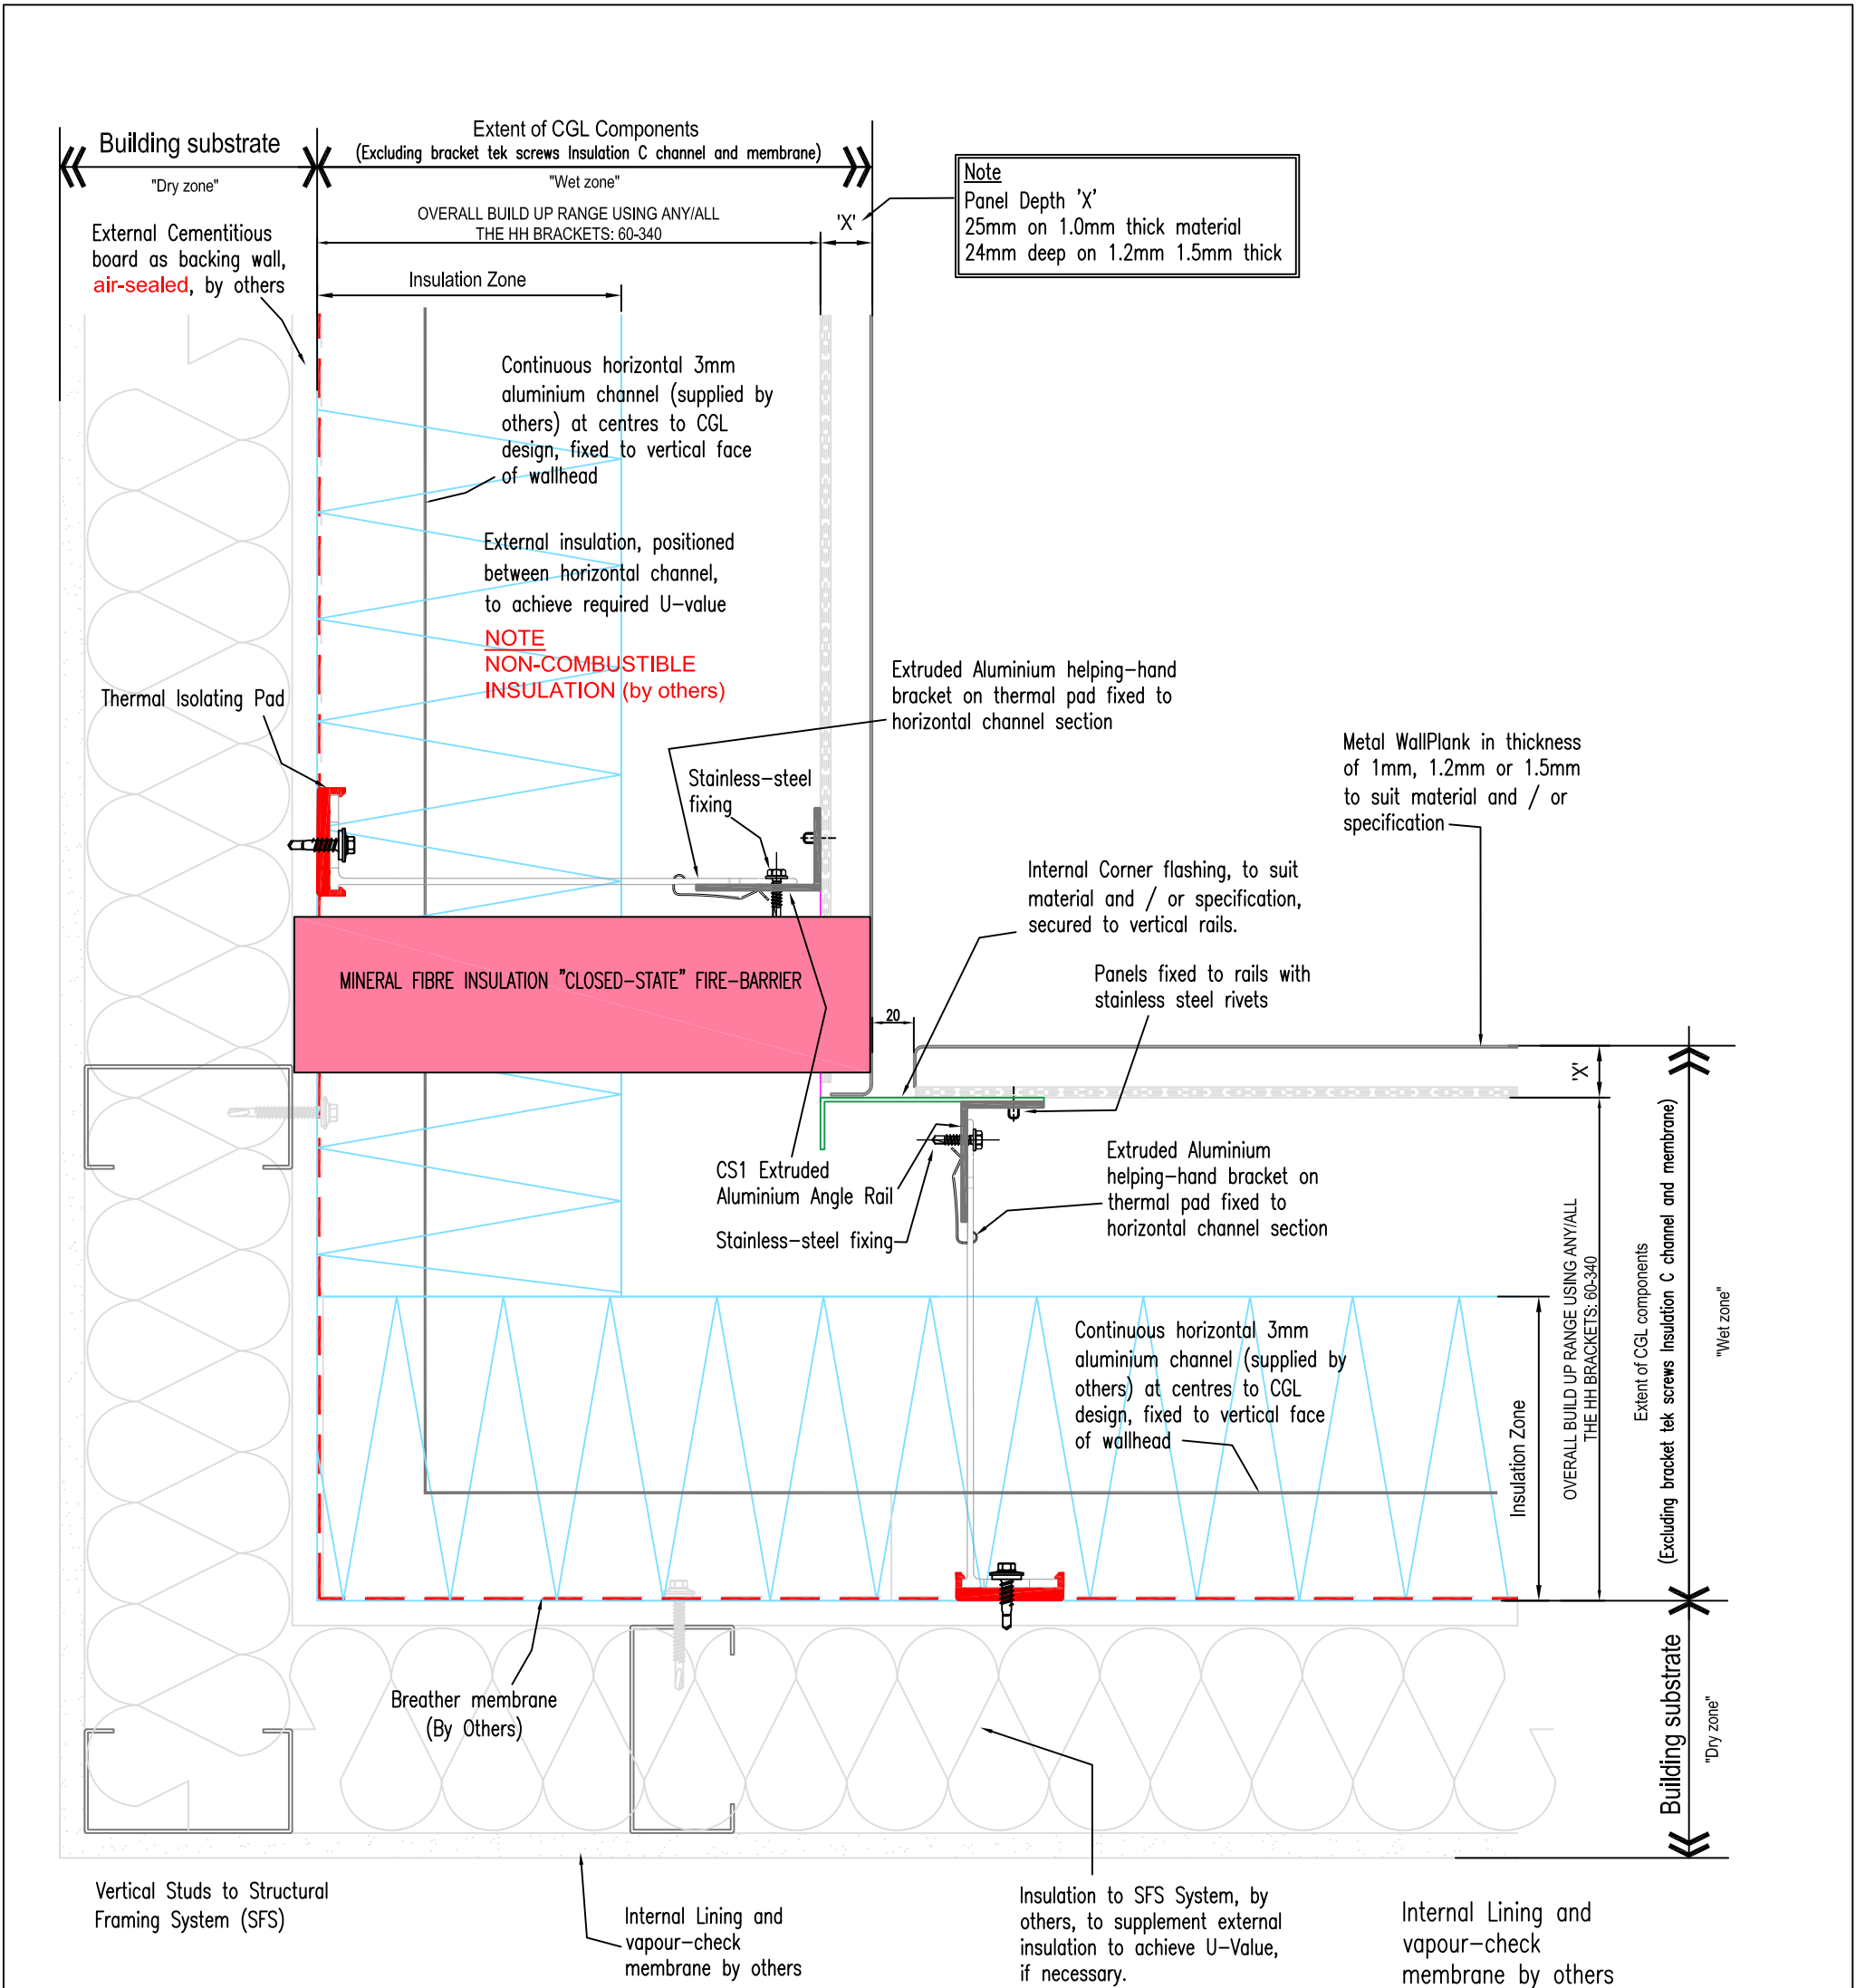 Building substrate
"Dry zone"
Extent of CGL Components
(Excluding bracket tek screws Insulation C channel and membrane)
"Wet zone"
OVERALL BUILD UP RANGE USING ANY/ALL
THE HH BRACKETS: 60-340
'X'
Note
Panel Depth 'X'
25mm on 1.0mm thick material
24mm deep on 1.2mm 1.5mm thick
External Cementitious
board as backing wall,
air-sealed, by others
Insulation Zone
Continuous horizontal 3mm
aluminium channel (supplied by
others) at centres to CGL
design, fixed to vertical face
of wallhead
External insulation, positioned
between horizontal channel,
to achieve required U-value
NOTE
NON-COMBUSTIBLE
INSULATION (by others)
Thermal Isolating Pad
Extruded Aluminium helping-hand
bracket on thermal pad fixed to
horizontal channel section
Stainless-steel
fixing
Metal WallPlank in thickness
of 1mm, 1.2mm or 1.5mm
to suit material and / or
specification
Internal Corner flashing, to suit
material and / or specification,
secured to vertical rails.
MINERAL FIBRE INSULATION "CLOSED-STATE" FIRE-BARRIER
Panels fixed to rails with
stainless steel rivets
20
'X'
CS1 Extruded
Aluminium Angle Rail
Stainless-steel fixing
Extruded Aluminium
helping-hand bracket on
thermal pad fixed to
horizontal channel section
Continuous horizontal 3mm
aluminium channel (supplied by
others) at centres to CGL
design, fixed to vertical face
of wallhead
Insulation Zone
OVERALL BUILD UP RANGE USING ANY/ALL
THE HH BRACKETS: 60-340
Extent of CGL components
(Excluding bracket tek screws Insulation C channel and membrane)
"Wet zone"
Building substrate
"Dry zone"
Breather membrane
(By Others)
Vertical Studs to Structural
Framing System (SFS)
Internal Lining and
vapour-check
membrane by others
Insulation to SFS System, by
others, to supplement external
insulation to achieve U-Value,
if necessary.
Internal Lining and
vapour-check
membrane by others